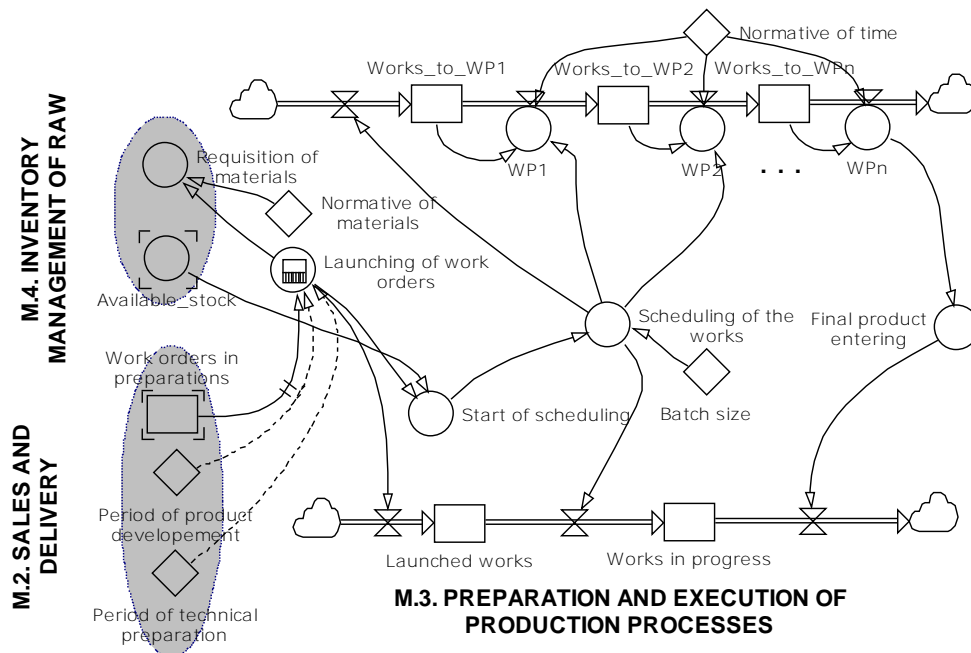 Normative of time
Works_to_WP1
Works_to_WP2
Works_to_WPn
WP1
WP2
. . .
WPn
M.4. INVENTORY
MANAGEMENT OF RAW
Requisition of
materials
Normative of
materials
Launching of work
orders
Available_stock
Scheduling of the
works
Final product
entering
Work orders in
preparations
Start of scheduling
Batch size
M.2. SALES AND
DELIVERY
Period of product
developement
Launched works
Works in progress
Period of technical
preparation
M.3. PREPARATION AND EXECUTION OF
PRODUCTION PROCESSES